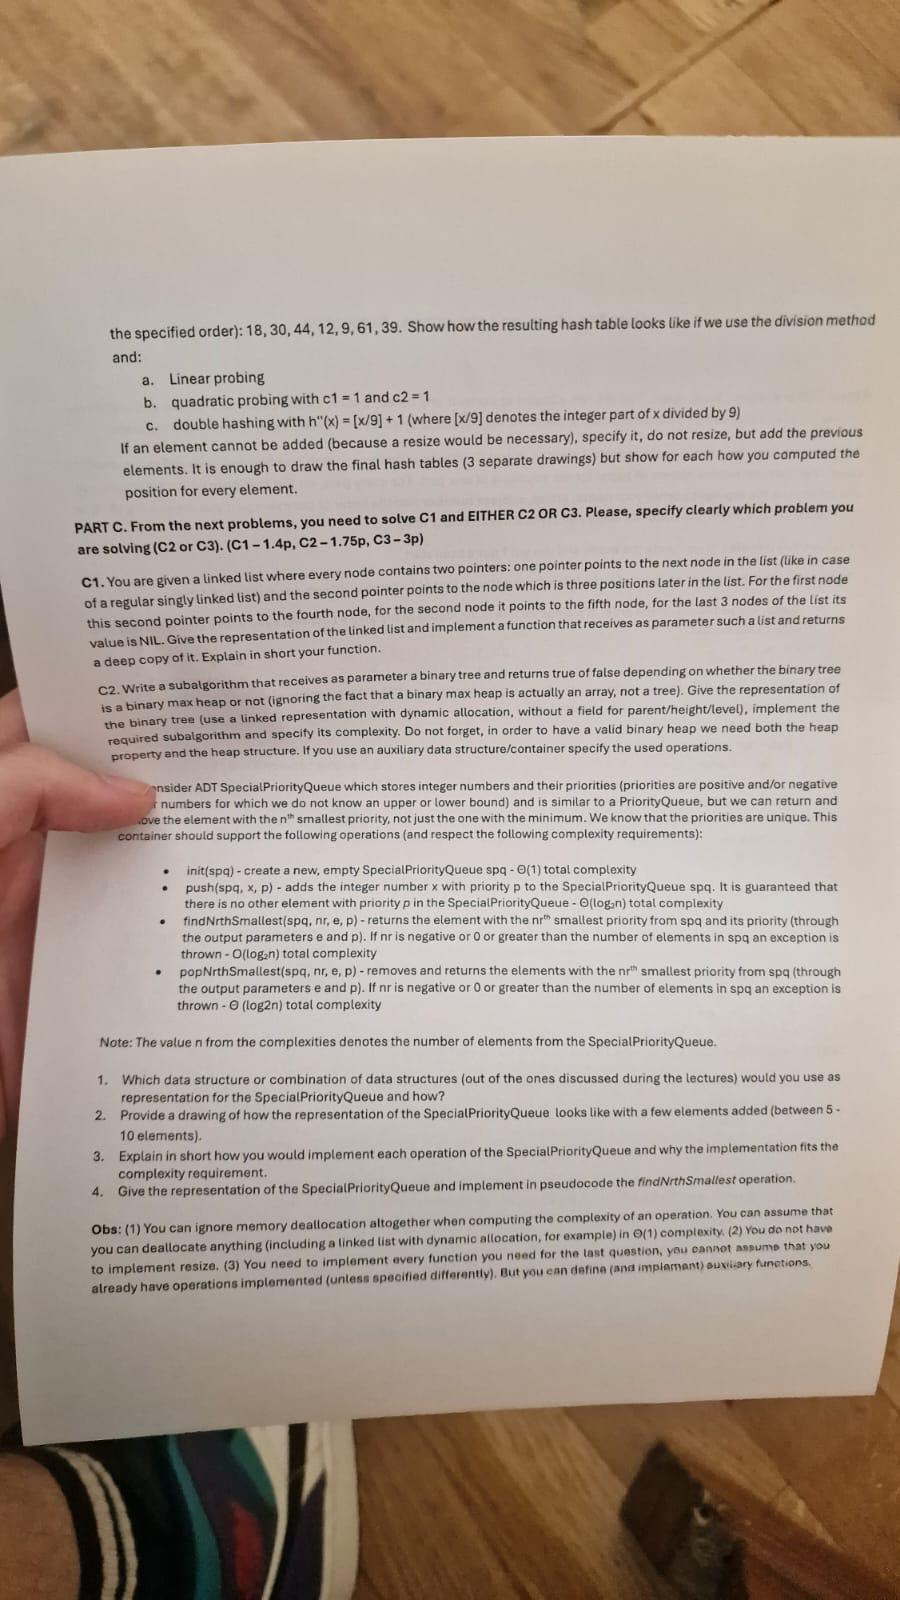 the specified order): 18, 30, 44, 12, 9, 61, 39. Show how the resulting hash table looks like if we use the division method
and:
a. Linear probing
b. quadratic probing with c1 = 1 and c2 = 1
c. double hashing with h"(x) = [x/9] + 1 (where [x/9] denotes the integer part of x divided by 9)
If an element cannot be added (because a resize would be necessary), specify it, do not resize, but add the previous
elements. It is enough to draw the final hash tables (3 separate drawings) but show for each how you computed the
position for every element.
PART C. From the next problems, you need to solve C1 and EITHER C2 OR C3. Please, specify clearly which problem you
are solving (C2 or C3). (C1 – 1.4p, C2 – 1.75p, C3 – 3p)
C1. You are given a linked list where every node contains two pointers: one pointer points to the next node in the list (like in case
of a regular singly linked list) and the second pointer points to the node which is three positions later in the list. For the first node
this second pointer points to the fourth node, for the second node it points to the fifth node, for the last 3 nodes of the list its
value is NIL. Give the representation of the linked list and implement a function that receives as parameter such a list and returns
a deep copy of it. Explain in short your function.
C2. Write a subalgorithm that receives as parameter a binary tree and returns true of false depending on whether the binary tree
is a binary max heap or not (ignoring the fact that a binary max heap is actually an array, not a tree). Give the representation of
the binary tree (use a linked representation with dynamic allocation, without a field for parent/height/level), implement the
required subalgorithm and specify its complexity. Do not forget, in order to have a valid binary heap we need both the heap
property and the heap structure. If you use an auxiliary data structure/container specify the used operations.
nsider ADT SpecialPriorityQueue which stores integer numbers and their priorities (priorities are positive and/or negative
r numbers for which we do not know an upper or lower bound) and is similar to a PriorityQueue, but we can return and
ove the element with the nth smallest priority, not just the one with the minimum. We know that the priorities are unique. This
container should support the following operations (and respect the following complexity requirements):
• init(spq) - create a new, empty SpecialPriorityQueue spq - Θ(1) total complexity
• push(spq, x, p) - adds the integer number x with priority p to the SpecialPriorityQueue spq. It is guaranteed that
there is no other element with priority p in the SpecialPriorityQueue - Θ(log₂n) total complexity
• findNrthSmallest(spq, nr, e, p) - returns the element with the nrth smallest priority from spq and its priority (through
the output parameters e and p). If nr is negative or 0 or greater than the number of elements in spq an exception is
thrown - O(log₂n) total complexity
• popNrthSmallest(spq, nr, e, p) - removes and returns the elements with the nrth smallest priority from spq (through
the output parameters e and p). If nr is negative or 0 or greater than the number of elements in spq an exception is
thrown - Θ (log2n) total complexity
Note: The value n from the complexities denotes the number of elements from the SpecialPriorityQueue.
1. Which data structure or combination of data structures (out of the ones discussed during the lectures) would you use as
representation for the SpecialPriorityQueue and how?
2. Provide a drawing of how the representation of the SpecialPriorityQueue looks like with a few elements added (between 5 -
10 elements).
3. Explain in short how you would implement each operation of the SpecialPriorityQueue and why the implementation fits the
complexity requirement.
4. Give the representation of the SpecialPriorityQueue and implement in pseudocode the findNrthSmallest operation.
Obs: (1) You can ignore memory deallocation altogether when computing the complexity of an operation. You can assume that
you can deallocate anything (including a linked list with dynamic allocation, for example) in Θ(1) complexity. (2) You do not have
to implement resize. (3) You need to implement every function you need for the last question, you cannot assume that you
already have operations implemented (unless specified differently). But you can define (and implement) auxiliary functions.